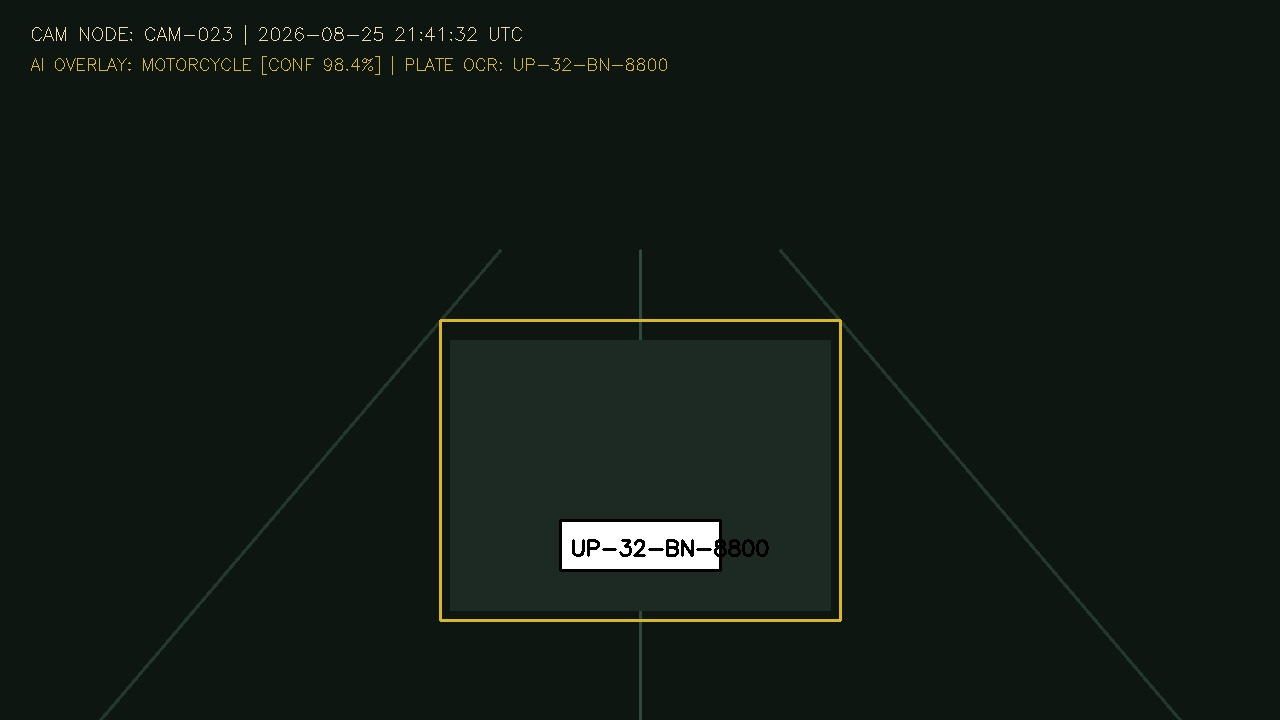 CAM NODE: CAM-023 | 2026-08-25 21:41:32 UTC
AI OVERLAY: MOTORCYCLE [CONF 98.4%] | PLATE OCR: UP-32-BN-8800
UP-32-BN-8800